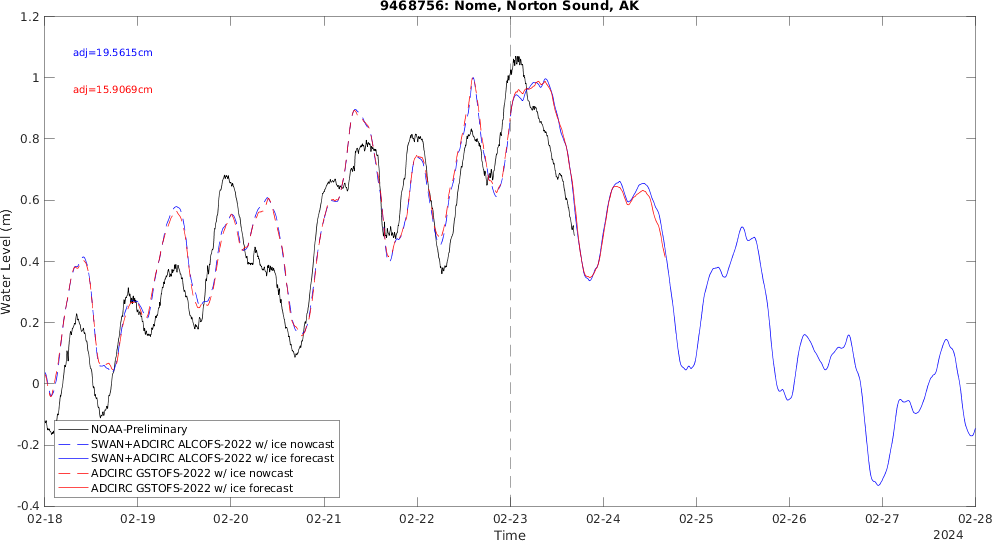 9468756: Nome, Norton Sound, AK
1.2
1
0.8
0.6
0.4
0.2
0
-0.2
-0.4
Water Level (m)
adj=19.5615cm
adj=15.9069cm
NOAA-Preliminary
SWAN+ADCIRC ALCOFS-2022 w/ ice nowcast
SWAN+ADCIRC ALCOFS-2022 w/ ice forecast
ADCIRC GSTOFS-2022 w/ ice nowcast
ADCIRC GSTOFS-2022 w/ ice forecast
02-18 02-19 02-20 02-21 02-22 02-23 02-24 02-25 02-26 02-27 02-28
Time
2024